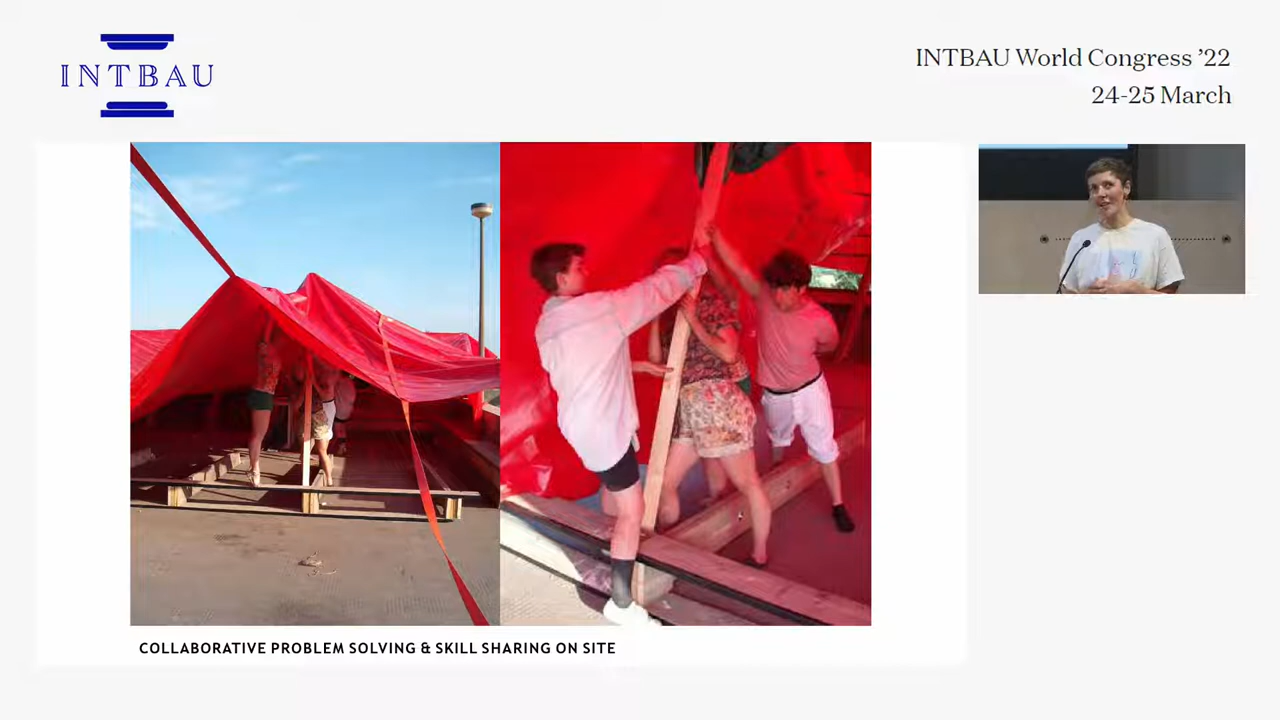 INTBAU
INTBAU World Congress ’22
24-25 March
COLLABORATIVE PROBLEM SOLVING & SKILL SHARING ON SITE